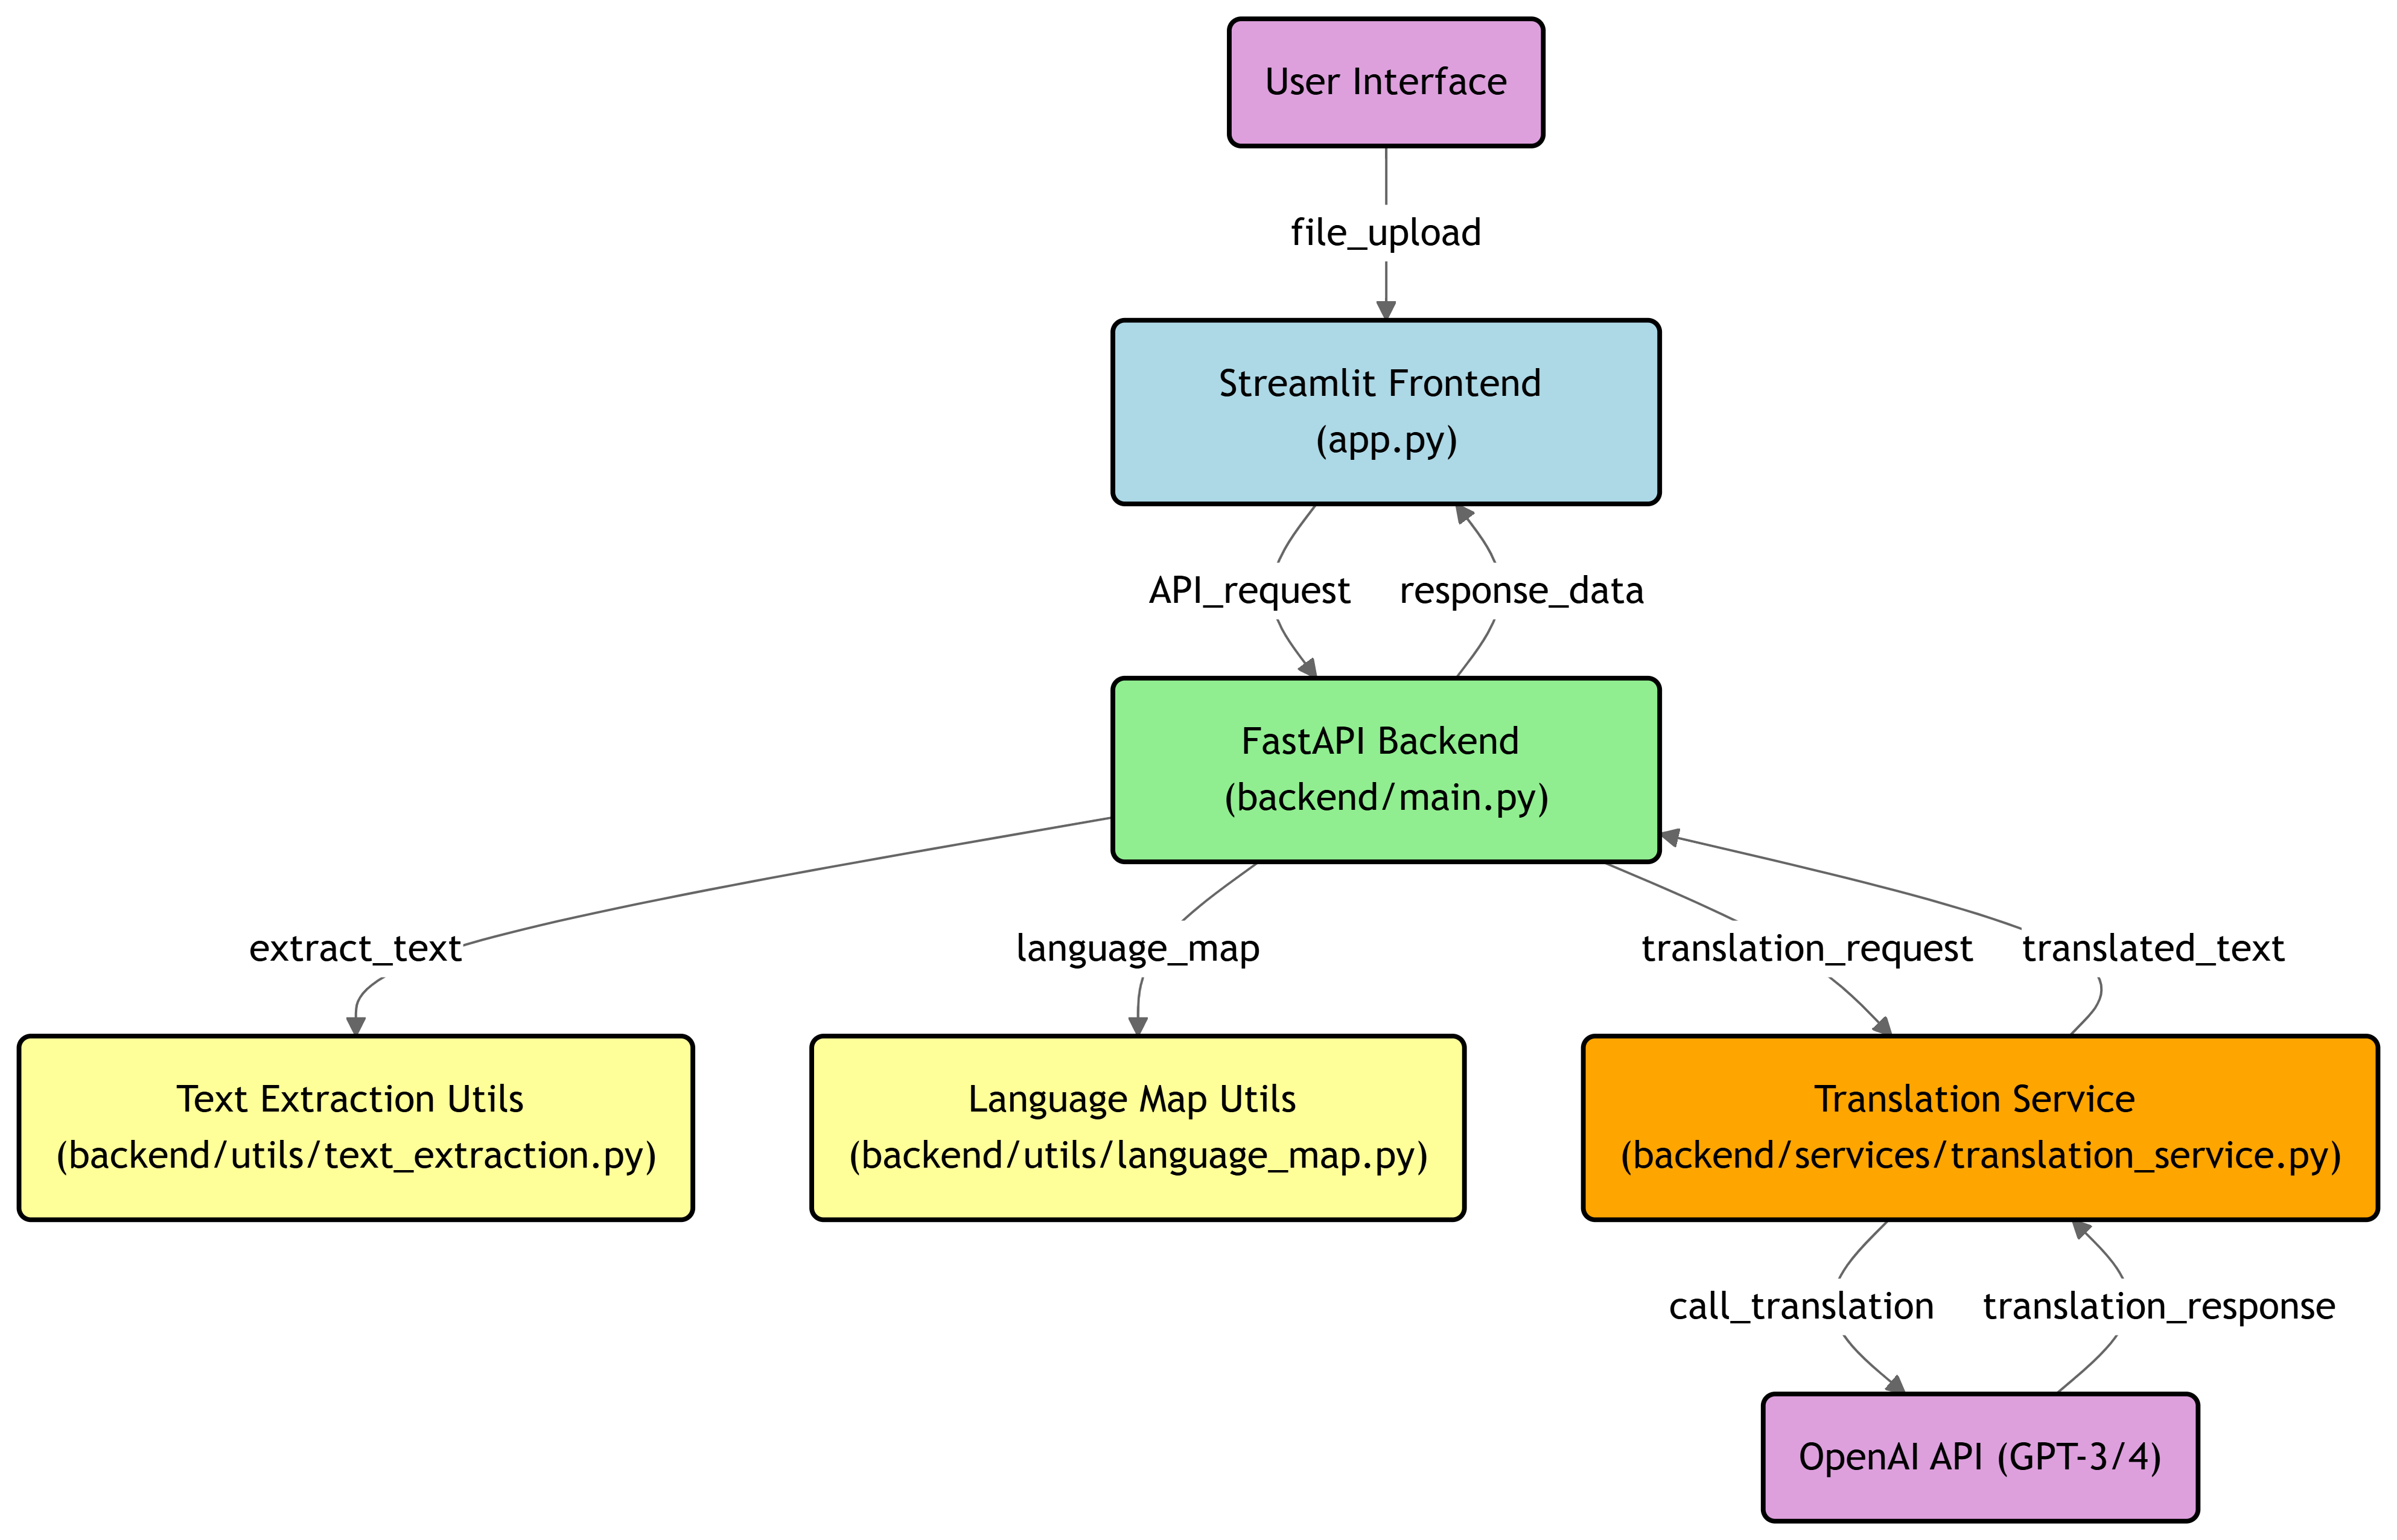 User Interface
file_upload
Streamlit Frontend
(app.py)
API_request
response_data
FastAPI Backend
(backend/main.py)
extract_text
language_map
translation_request
translated_text
Text Extraction Utils
(backend/utils/text_extraction.py)
Language Map Utils
(backend/utils/language_map.py)
Translation Service
(backend/services/translation_service.py)
call_translation
translation_response
OpenAI API (GPT-3/4)